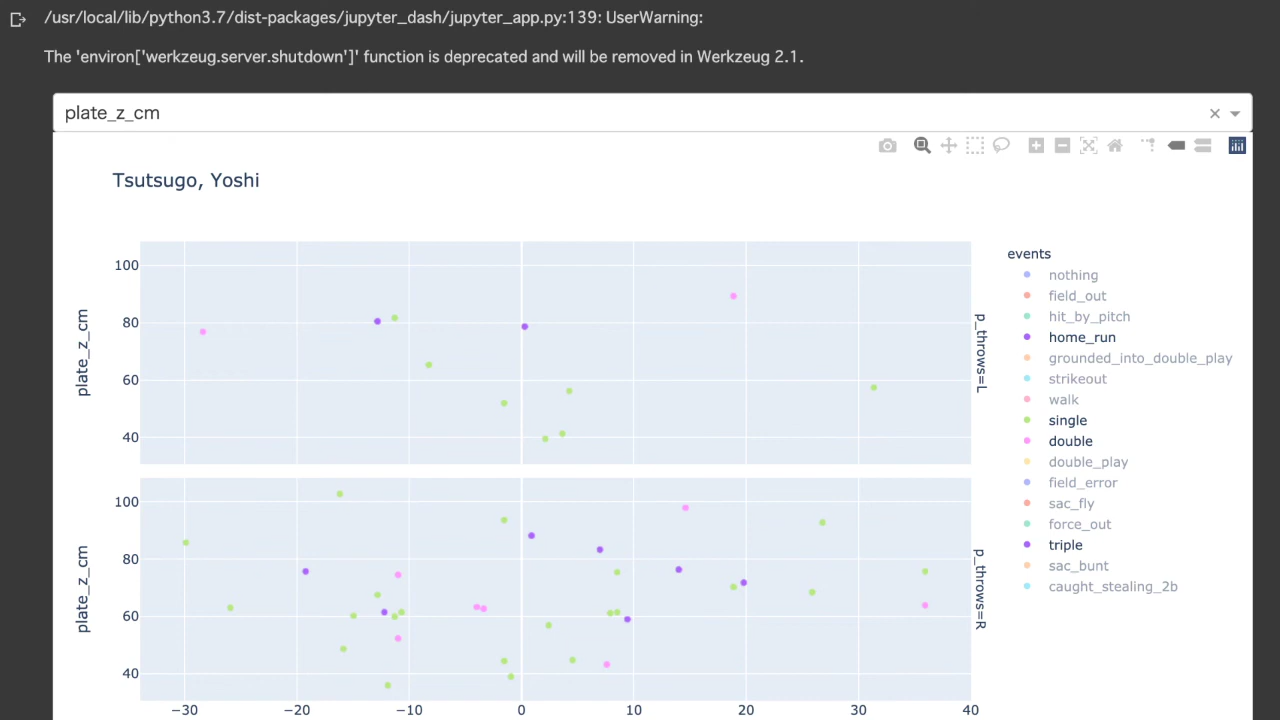 /usr/local/lib/python3.7/dist-packages/jupyter_dash/jupyter_app.py:139: UserWarning:
The 'environ['werkzeug.server.shutdown']' function is deprecated and will be removed in Werkzeug 2.1.
plate_z_cm
Tsutsugo, Yoshi
100
80
60
40
plate_z_cm
p_throws=L
100
80
60
40
plate_z_cm
p_throws=R
−30
−20
−10
0
10
20
30
40
events
nothing
field_out
hit_by_pitch
home_run
grounded_into_double_play
strikeout
walk
single
double
double_play
field_error
sac_fly
force_out
triple
sac_bunt
caught_stealing_2b